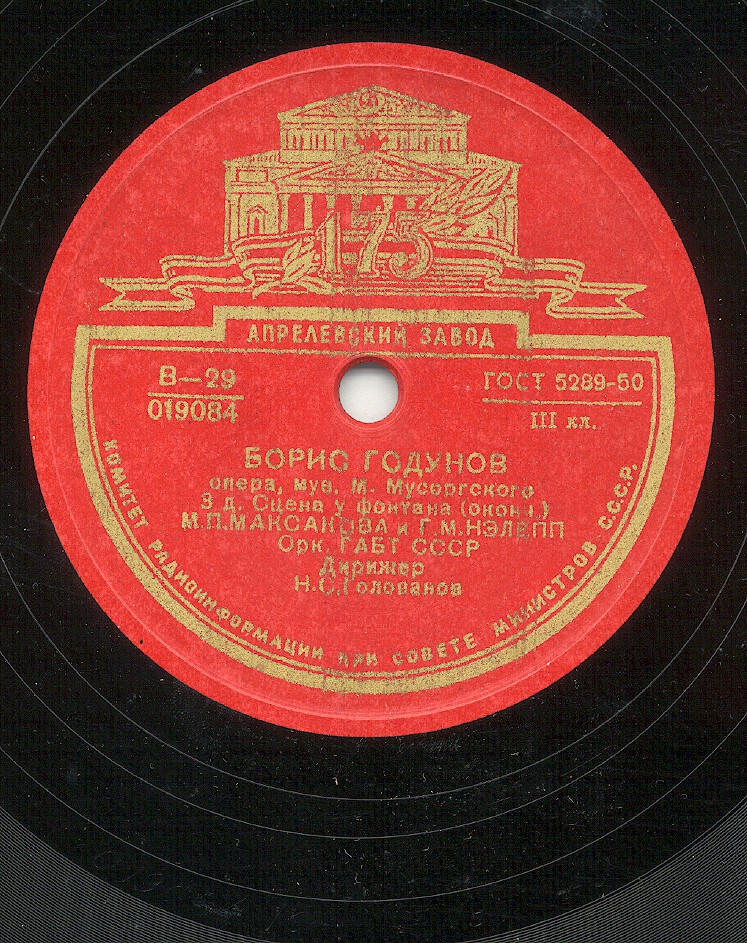 175
АПРЕЛЕВСКИЙ ЗАВОД
В—29
019084
ГОСТ 5289-50
III кл.
БОРИС ГОДУНОВ
опера, муз. М. Мусоргского
3 д. Сцена у фонтана (оконч.)
М.П.МАКСАКОВА и Г.М.НЭЛЕПП
Орк. ГАБТ СССР
Дирижер
Н.С.Голованов
КОМИТЕТ РАДИОИНФОРМАЦИИ ПРИ СОВЕТЕ МИНИСТРОВ С.С.С.Р.